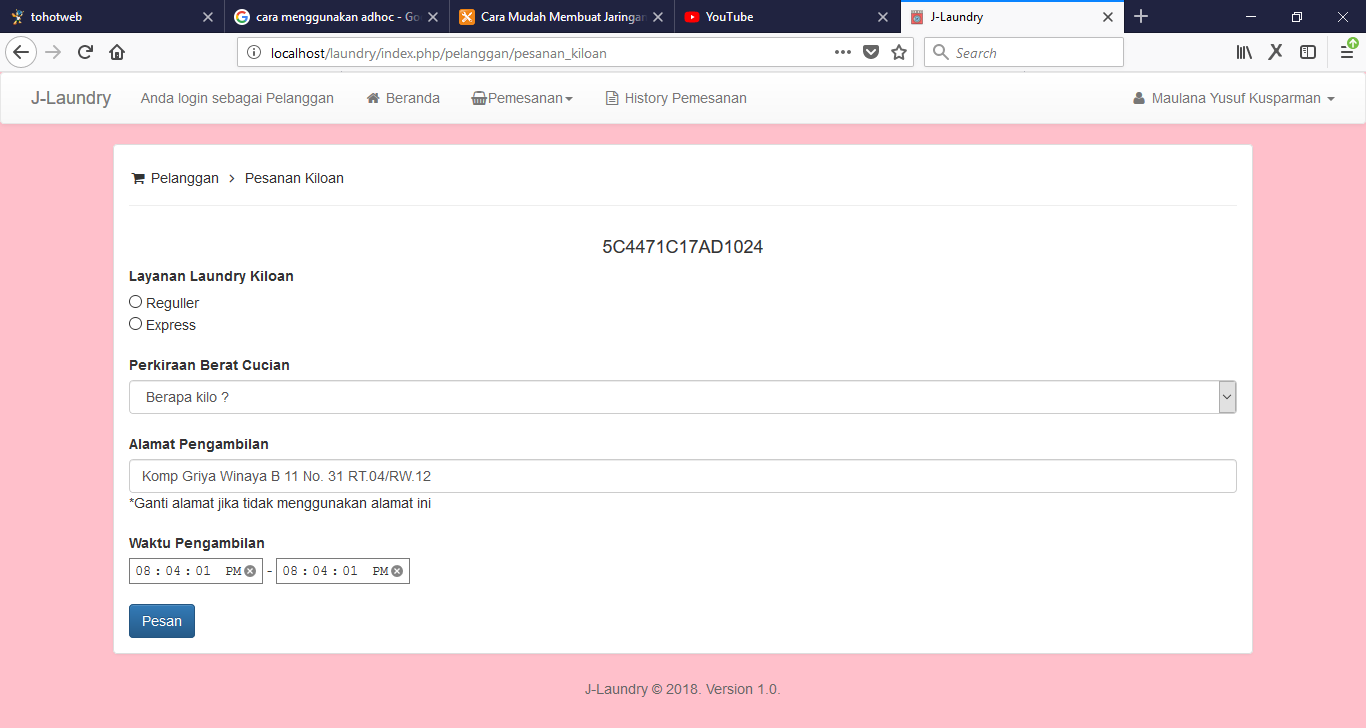 tohotweb
cara menggunakan adhoc - Go
Cara Mudah Membuat Jaringan
YouTube
J-Laundry
localhost/laundry/index.php/pelanggan/pesanan_kiloan
Search
J-Laundry Anda login sebagai Pelanggan Beranda Pemesanan History Pemesanan Maulana Yusuf Kusparman
Pelanggan > Pesanan Kiloan
5C4471C17AD1024
Layanan Laundry Kiloan
Reguller
Express
Perkiraan Berat Cucian
Berapa kilo ?
Alamat Pengambilan
Komp Griya Winaya B 11 No. 31 RT.04/RW.12
*Ganti alamat jika tidak menggunakan alamat ini
Waktu Pengambilan
08 : 04 : 01 PM - 08 : 04 : 01 PM
Pesan
J-Laundry © 2018. Version 1.0.